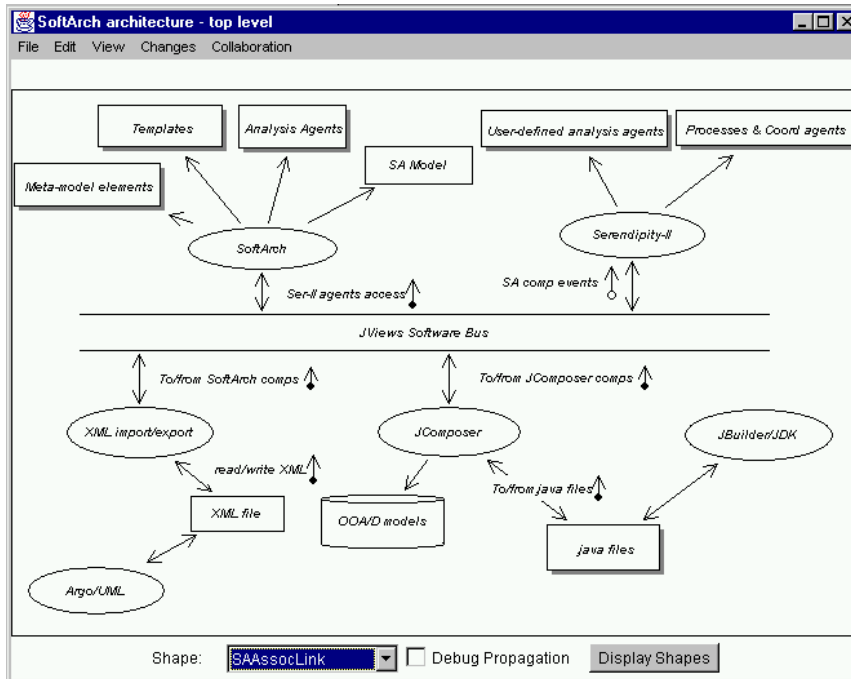 SoftArch architecture - top level
File Edit View Changes Collaboration
Templates
Analysis Agents
User-defined analysis agents
Processes & Coord agents
SA Model
Meta-model elements
SoftArch
Serendipity-II
Ser-II agents access
SA comp events
JViews Software Bus
To/from SoftArch comps
To/from JComposer comps
XML import/export
JComposer
JBuilder/JDK
read/write XML
To/from java files
XML file
OOA/D models
java files
Argo/UML
Shape: SAAssocLink Debug Propagation Display Shapes